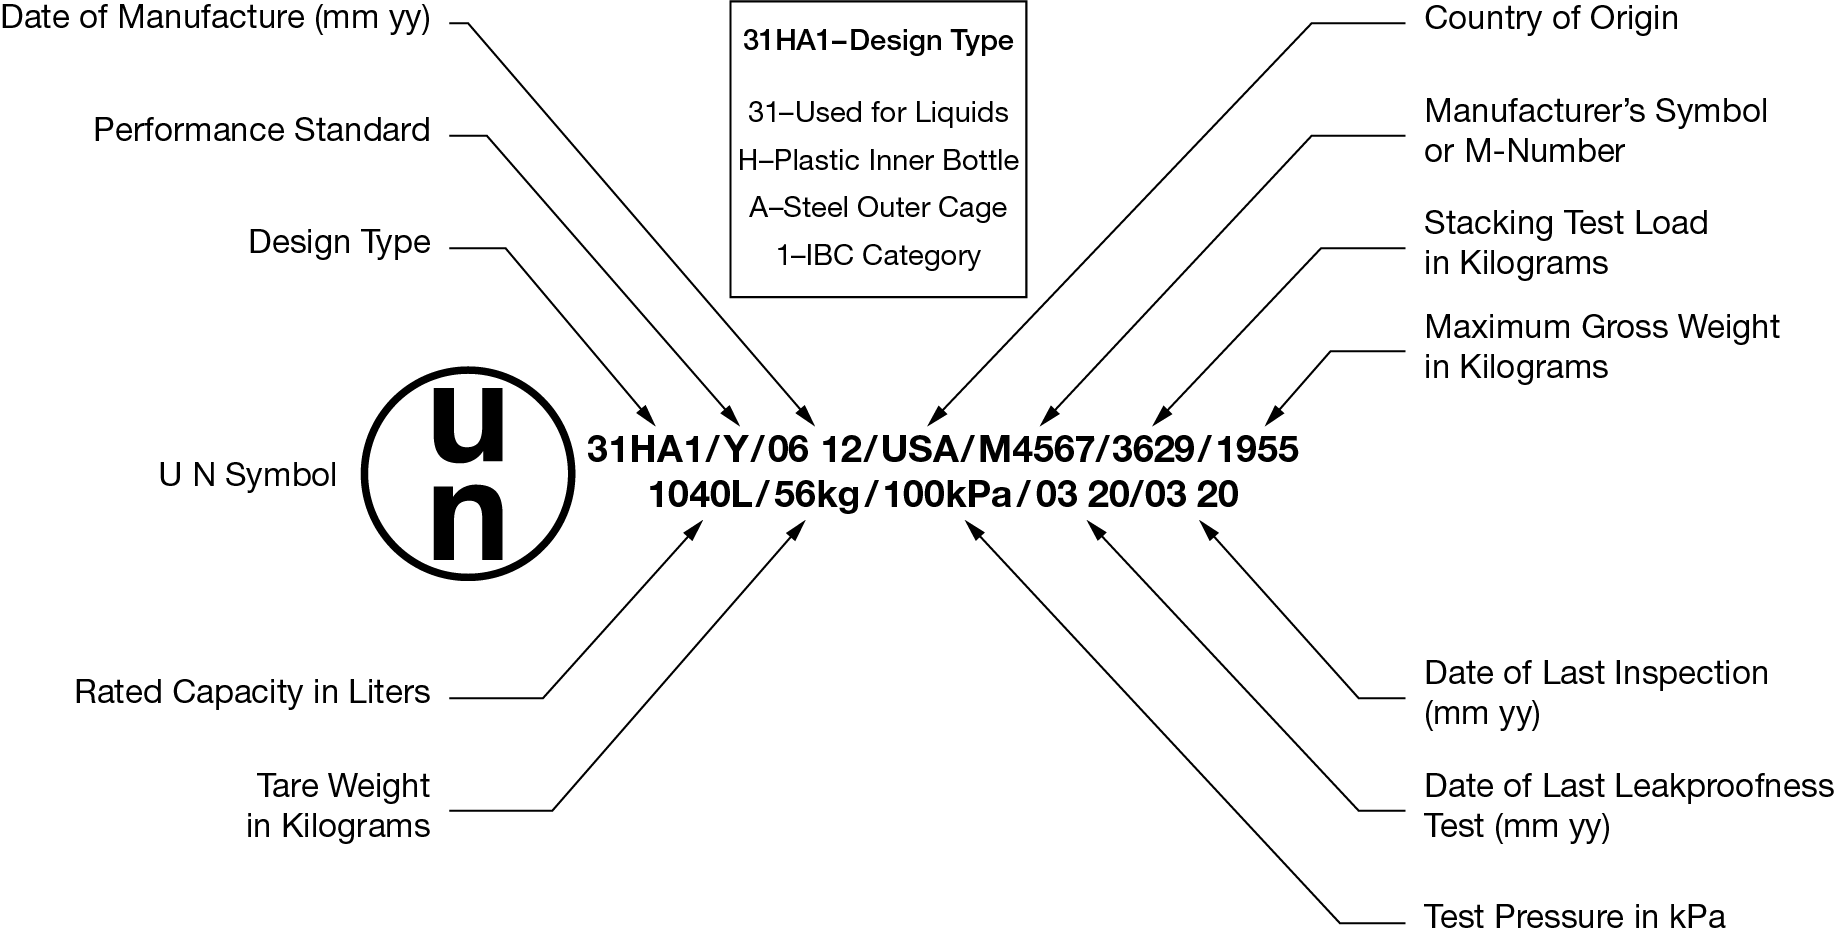 Date of Manufacture (mm yy)
Performance Standard
Design Type
31HA1–Design Type
31–Used for Liquids
H–Plastic Inner Bottle
A–Steel Outer Cage
1–IBC Category
Country of Origin
Manufacturer’s Symbol
or M-Number
Stacking Test Load
in Kilograms
Maximum Gross Weight
in Kilograms
U N Symbol
u
n
31HA1/Y/06 12/USA/M4567/3629/1955
1040L/56kg/100kPa/03 20/03 20
Rated Capacity in Liters
Tare Weight
in Kilograms
Date of Last Inspection
(mm yy)
Date of Last Leakproofness
Test (mm yy)
Test Pressure in kPa